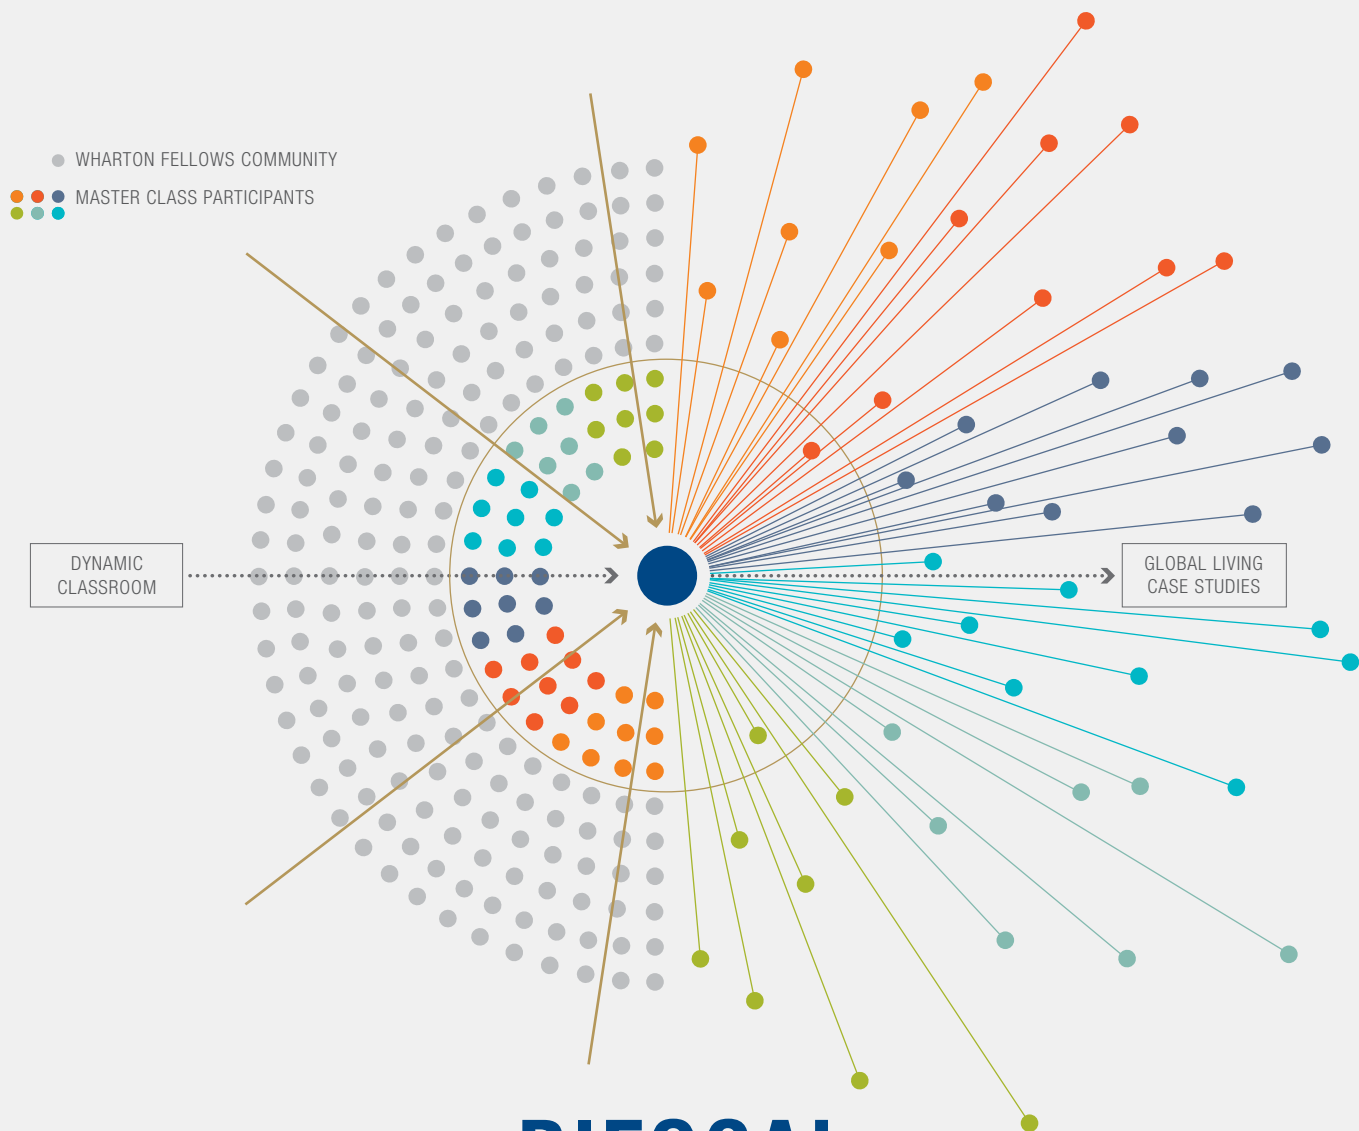 WHARTON FELLOWS COMMUNITY
MASTER CLASS PARTICIPANTS
DYNAMIC
CLASSROOM
GLOBAL LIVING
CASE STUDIES